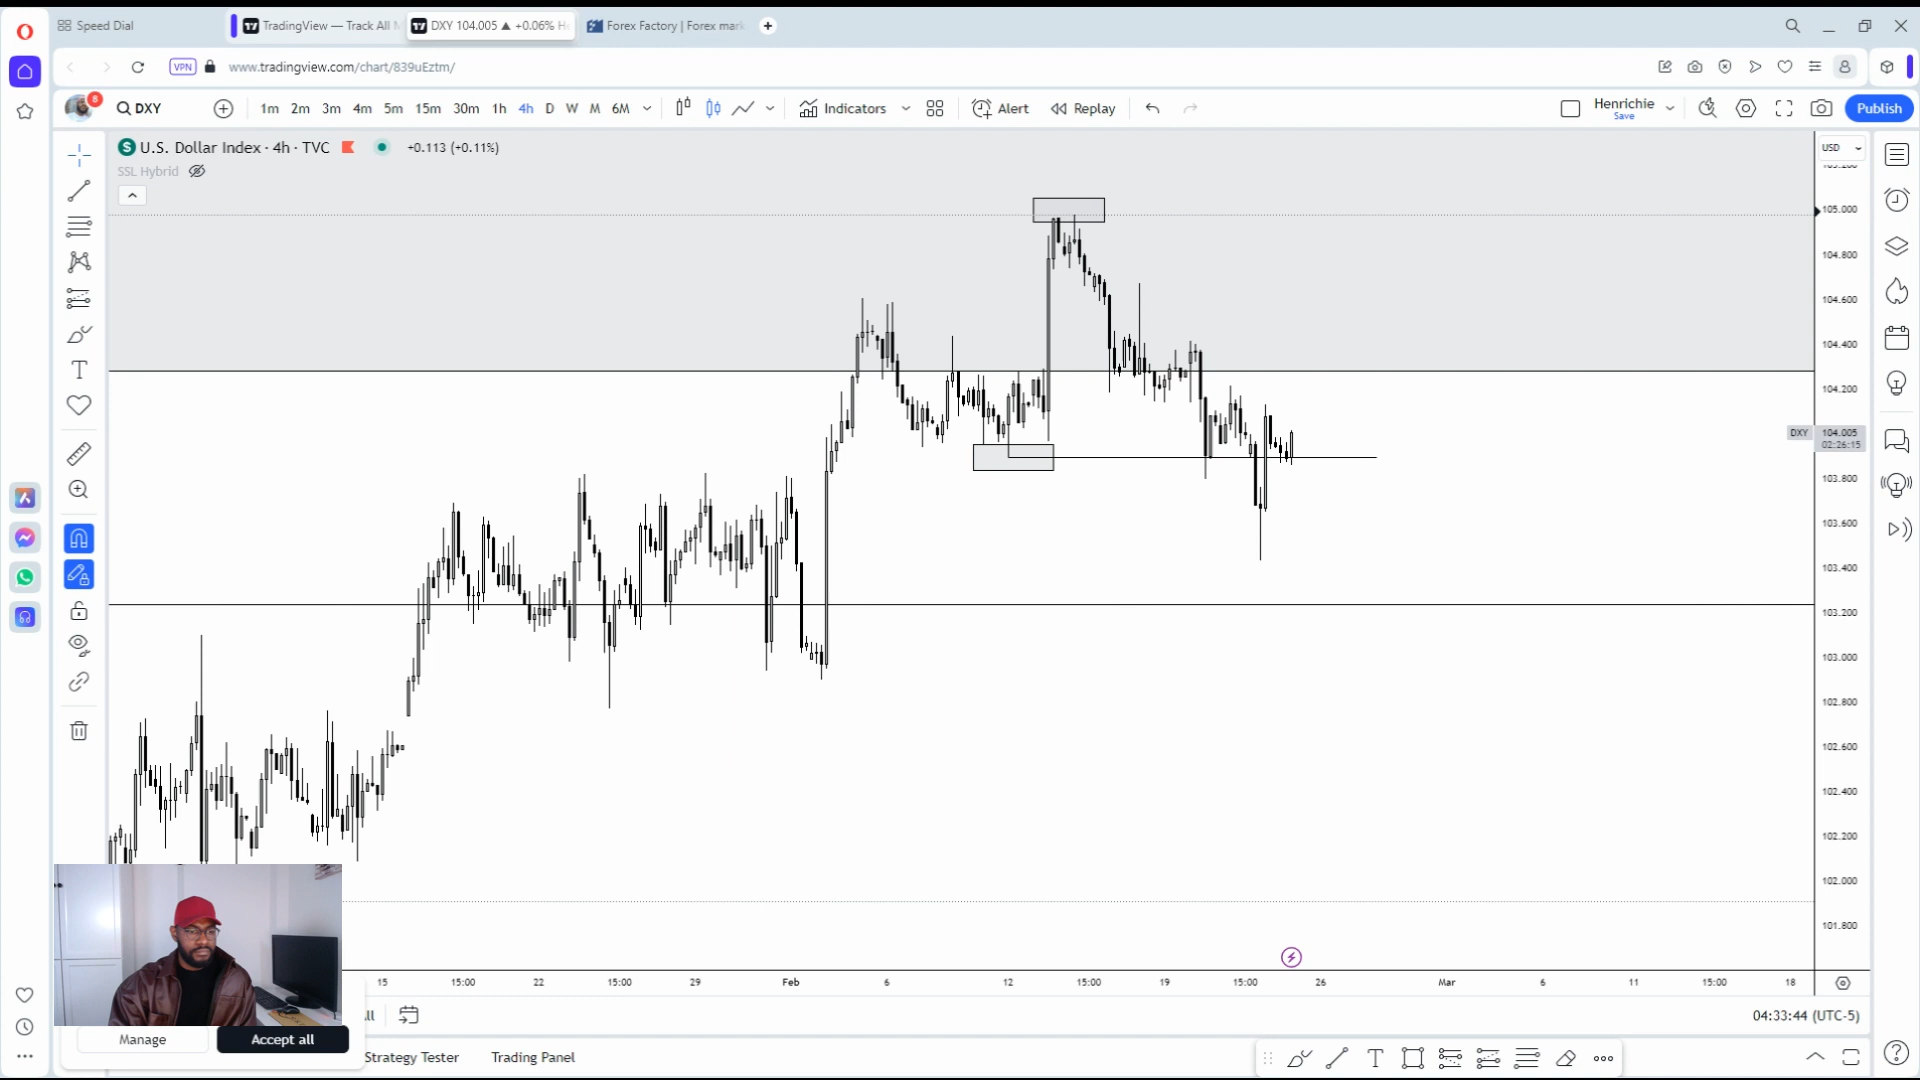 Speed Dial
TradingView — Track All M
DXY 104.005 ▲ +0.06% H
Forex Factory | Forex mark
VPN
www.tradingview.com/chart/839uEztm/
8
DXY
1m 2m 3m 4m 5m 15m 30m 1h 4h D W M 6M
Indicators
Alert
Replay
Henrichie
Save
Publish
U.S. Dollar Index · 4h · TVC
+0.113 (+0.11%)
USD
SSL Hybrid
105.000
104.800
104.600
104.400
104.200
DXY
104.005
02:26:15
103.800
103.600
103.400
103.200
103.000
102.800
102.600
102.400
102.200
102.000
101.800
15 15:00 22 15:00 29 Feb 6 12 15:00 19 15:00 26 Mar 6 11 15:00 18
04:33:44 (UTC-5)
Manage
Accept all
Strategy Tester
Trading Panel